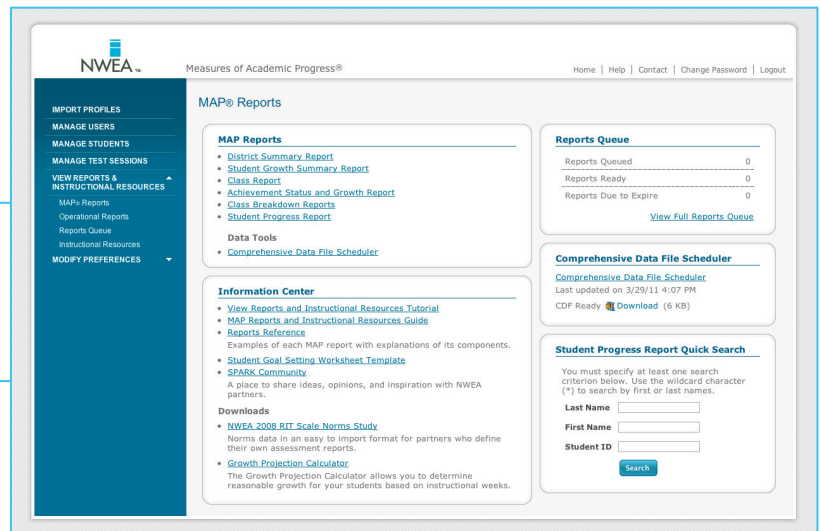 NWEA™
Measures of Academic Progress®
Home | Help | Contact | Change Password | Logout
IMPORT PROFILES
MANAGE USERS
MANAGE STUDENTS
MANAGE TEST SESSIONS
VIEW REPORTS &
INSTRUCTIONAL RESOURCES
MAP® Reports
Operational Reports
Reports Queue
Instructional Resources
MODIFY PREFERENCES
MAP® Reports
MAP Reports
• District Summary Report
• Student Growth Summary Report
• Class Report
• Achievement Status and Growth Report
• Class Breakdown Reports
• Student Progress Report
Data Tools
• Comprehensive Data File Scheduler
Information Center
• View Reports and Instructional Resources Tutorial
• MAP Reports and Instructional Resources Guide
• Reports Reference
Examples of each MAP report with explanations of its components.
• Student Goal Setting Worksheet Template
• SPARK Community
A place to share ideas, opinions, and inspiration with NWEA
partners.
Downloads
• NWEA 2008 RIT Scale Norms Study
Norms data in an easy to import format for partners who define
their own assessment reports.
• Growth Projection Calculator
The Growth Projection Calculator allows you to determine
reasonable growth for your students based on instructional weeks.
Reports Queue
Reports Queued 0
Reports Ready 0
Reports Due to Expire 0
View Full Reports Queue
Comprehensive Data File Scheduler
Comprehensive Data File Scheduler
Last updated on 3/29/11 4:07 PM
CDF Ready Download (6 KB)
Student Progress Report Quick Search
You must specify at least one search
criterion below. Use the wildcard character
(*) to search by first or last names.
Last Name
First Name
Student ID
Search